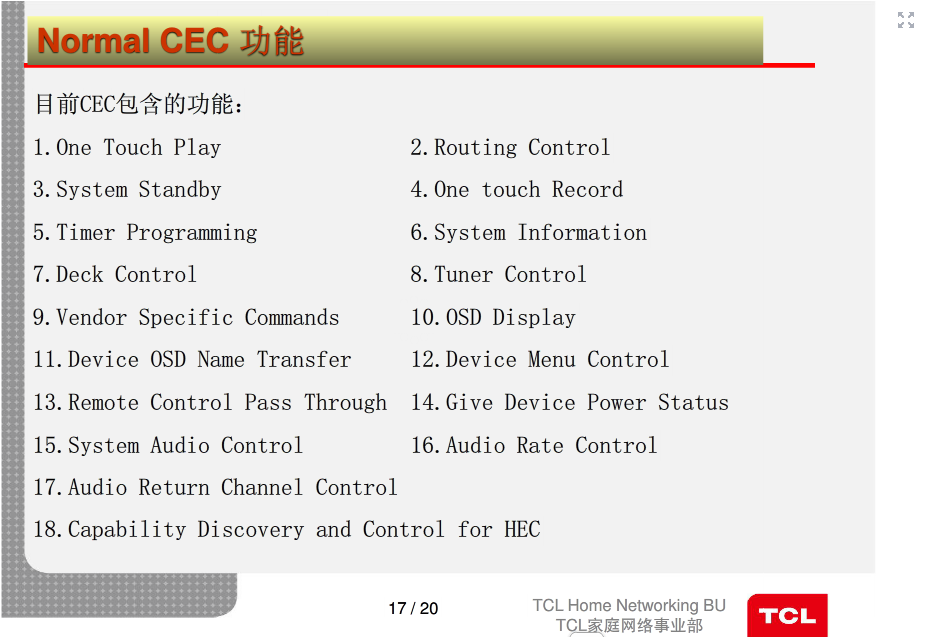 Normal CEC 功能
目前CEC包含的功能：
1.One Touch Play 2.Routing Control
3.System Standby 4.One touch Record
5.Timer Programming 6.System Information
7.Deck Control 8.Tuner Control
9.Vendor Specific Commands 10.OSD Display
11.Device OSD Name Transfer 12.Device Menu Control
13.Remote Control Pass Through 14.Give Device Power Status
15.System Audio Control 16.Audio Rate Control
17.Audio Return Channel Control
18.Capability Discovery and Control for HEC
17 / 20
TCL Home Networking BU
TCL家庭网络事业部
TCL